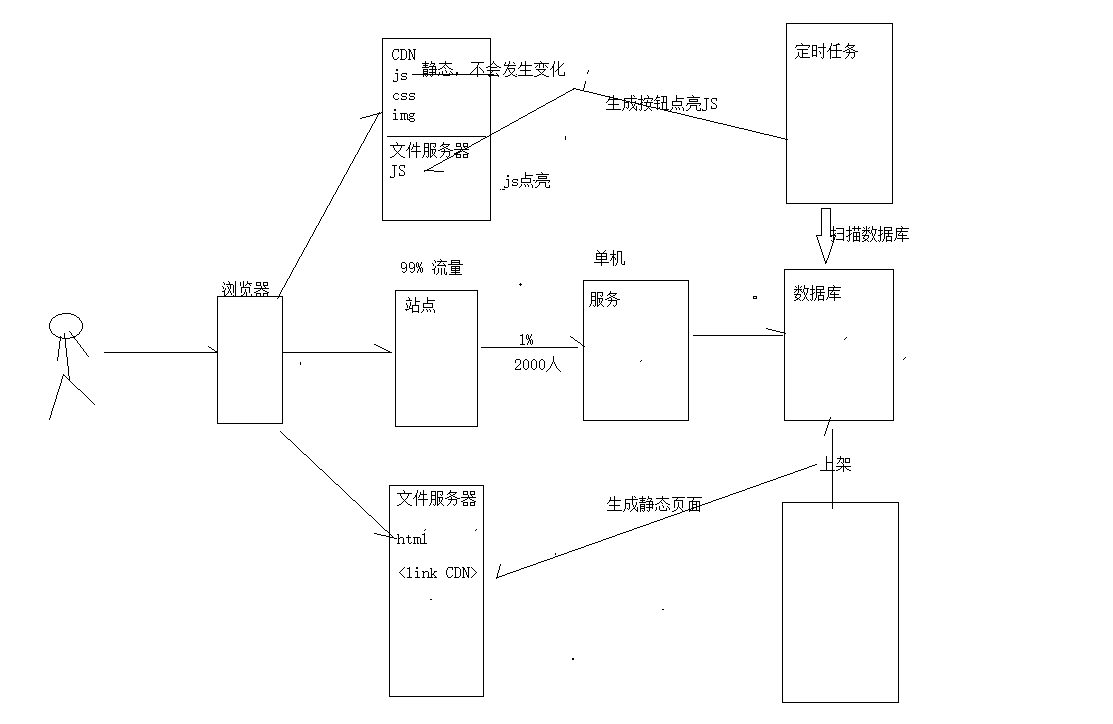 CDN
js 静态，不会发生变化
css
img
文件服务器
JS
js点亮
生成按钮点亮JS
定时任务
扫描数据库
浏览器
99% 流量
站点
1%
2000人
单机
服务
数据库
上架
生成静态页面
文件服务器
html
<link CDN>